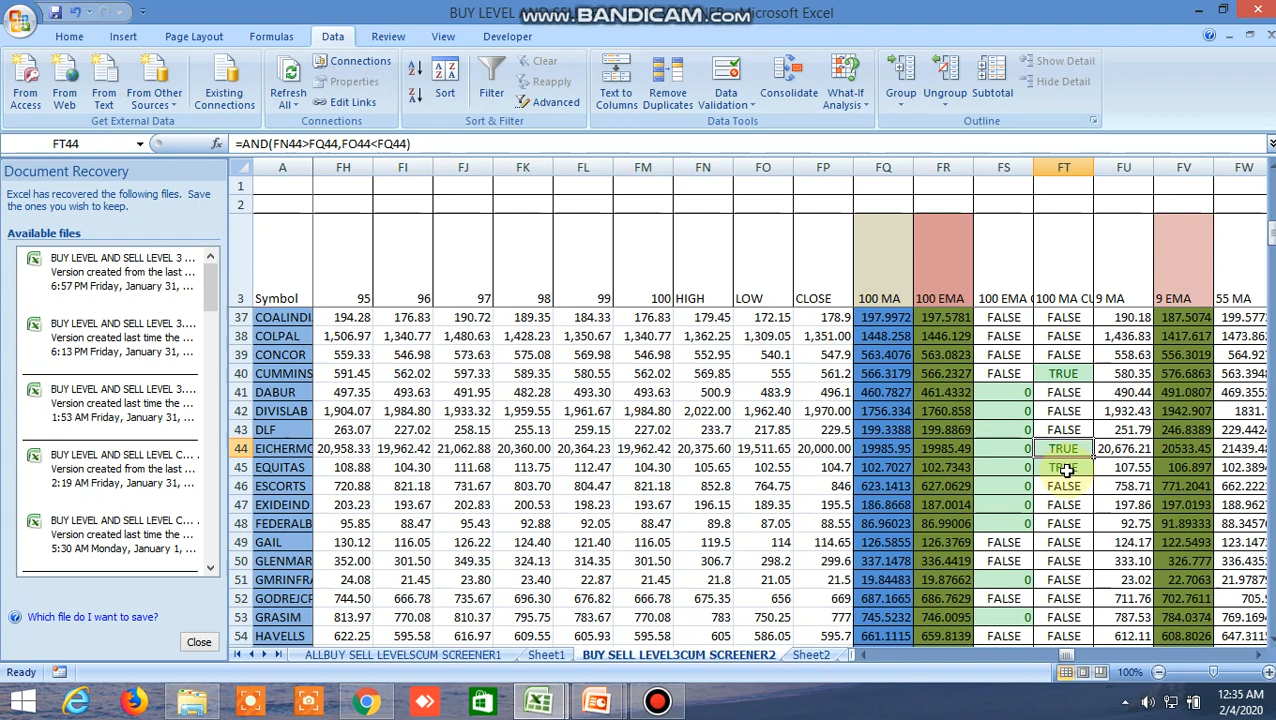 BUY LEVEL AND
SCREENER - Microsoft Excel
www.BANDICAM.com
Home Insert Page Layout Formulas Data Review View Developer
From Access
From Web
From Text
From Other Sources
Existing Connections
Get External Data
Refresh All
Connections
Properties
Edit Links
Connections
Sort
Filter
Clear
Reapply
Advanced
Sort & Filter
Text to Columns
Remove Duplicates
Data Validation
Consolidate
What-If Analysis
Data Tools
Group
Ungroup
Subtotal
Show Detail
Hide Detail
Outline
FT44 fx =AND(FN44>FQ44,FO44<FQ44)
Document Recovery
Excel has recovered the following files. Save
the ones you wish to keep.
Available files
BUY LEVEL AND SELL LEVEL 3 ...
Version created from the last ...
6:57 PM Friday, January 31, ...
BUY LEVEL AND SELL LEVEL 3....
Version created last time the ...
6:13 PM Friday, January 31, ...
BUY LEVEL AND SELL LEVEL 3....
Version created last time the ...
1:53 AM Friday, January 31, ...
BUY LEVEL AND SELL LEVEL C...
Version created from the last ...
2:19 AM Friday, January 31, ...
BUY LEVEL AND SELL LEVEL C...
Version created last time the ...
5:30 AM Monday, January 1, ...
Which file do I want to save?
Close
A FH FI FJ FK FL FM FN FO FP FQ FR FS FT FU FV FW
1
2
3 Symbol 95 96 97 98 99 100 HIGH LOW CLOSE 100 MA 100 EMA 100 EMA C 100 MA CU 9 MA 9 EMA 55 MA
37 COALINDI 194.28 176.83 190.72 189.35 184.33 176.83 179.45 172.15 178.9 197.9972 197.5781 FALSE FALSE 190.18 187.5074 199.577
38 COLPAL 1,506.97 1,340.77 1,480.63 1,428.23 1,350.67 1,340.77 1,362.25 1,309.05 1,351.00 1448.258 1446.129 FALSE FALSE 1,436.83 1417.617 1473.86
39 CONCOR 559.33 546.98 573.63 575.08 569.98 546.98 552.95 540.1 547.9 563.4076 563.0823 FALSE FALSE 558.63 556.3019 564.92
40 CUMMINS 591.45 562.02 597.30 589.35 580.55 562.02 569.85 555 561.2 566.3179 566.2327 FALSE TRUE 580.35 576.6863 563.394
41 DABUR 497.35 493.63 491.95 482.28 486.55 493.63 500.9 483.9 496.1 460.7827 461.4332 0 FALSE 490.44 491.0807 469.355
42 DIVISLAB 1,904.07 1,984.80 1,933.32 1,959.55 1,961.67 1,984.80 2,022.00 1,962.40 1,970.00 1756.334 1760.858 0 FALSE 1,932.43 1942.907 1831.
43 DLF 263.07 227.02 258.15 255.10 240.83 227.02 237.5 216.95 226.6 199.3388 199.8869 0 FALSE 251.79 246.8389 229.442
44 EICHERMO 20,958.33 19,962.42 21,062.88 20,360.00 20,364.23 19,962.42 20,375.60 19,511.65 20,000.00 19985.95 19985.49 0 TRUE 20,676.21 20533.45 21439.4
45 EQUITAS 108.88 104.30 111.68 113.75 112.47 104.30 105.65 102.55 104.7 102.7027 102.7343 0 TRUE 107.55 106.897 102.389
46 ESCORTS 720.88 821.18 731.67 803.70 804.47 821.18 852.2 764.75 846 623.1413 627.0629 0 FALSE 758.71 771.2041 662.222
47 EXIDEIND 203.23 193.67 202.83 200.53 198.23 193.67 196.15 189.35 195.5 186.8668 187.0014 0 FALSE 197.86 197.0193 188.962
48 FEDERALB 95.85 88.47 93.45 92.88 92.05 88.47 89.8 87.05 88.55 86.96023 86.99006 0 FALSE 92.75 91.89333 88.3457
49 GAIL 130.12 116.05 122.67 124.40 121.40 116.05 119.5 114 114.65 126.5855 126.3769 FALSE FALSE 124.17 122.5493 123.147
50 GLENMAR 352.00 301.50 349.35 324.13 314.35 301.50 306.7 298.2 299.6 337.1478 336.4419 FALSE FALSE 333.10 326.777 336.435
51 GMRINFRA 24.08 21.45 23.80 23.40 22.87 21.45 21.8 21.05 21.5 19.84483 19.87662 0 FALSE 23.02 22.7063 21.9787
52 GODREJCP 744.50 666.78 735.67 696.30 676.82 666.78 675.35 656 669 687.1665 686.7629 FALSE FALSE 711.76 702.7611 705.
53 GRASIM 813.97 770.08 810.37 795.75 784.33 770.08 783 750.25 777 745.5232 746.0095 0 FALSE 787.53 784.0374 769.169
54 HAVELLS 622.25 595.58 617.97 609.55 605.93 595.58 605 586.05 595.7 661.1115 659.8139 FALSE FALSE 612.11 608.8026 647.311
ALLBUY SELL LEVELSCUM SCREENER1 Sheet1 BUY SELL LEVEL3CUM SCREENER2 Sheet2
Ready 100%
12:35 AM
2/4/2020